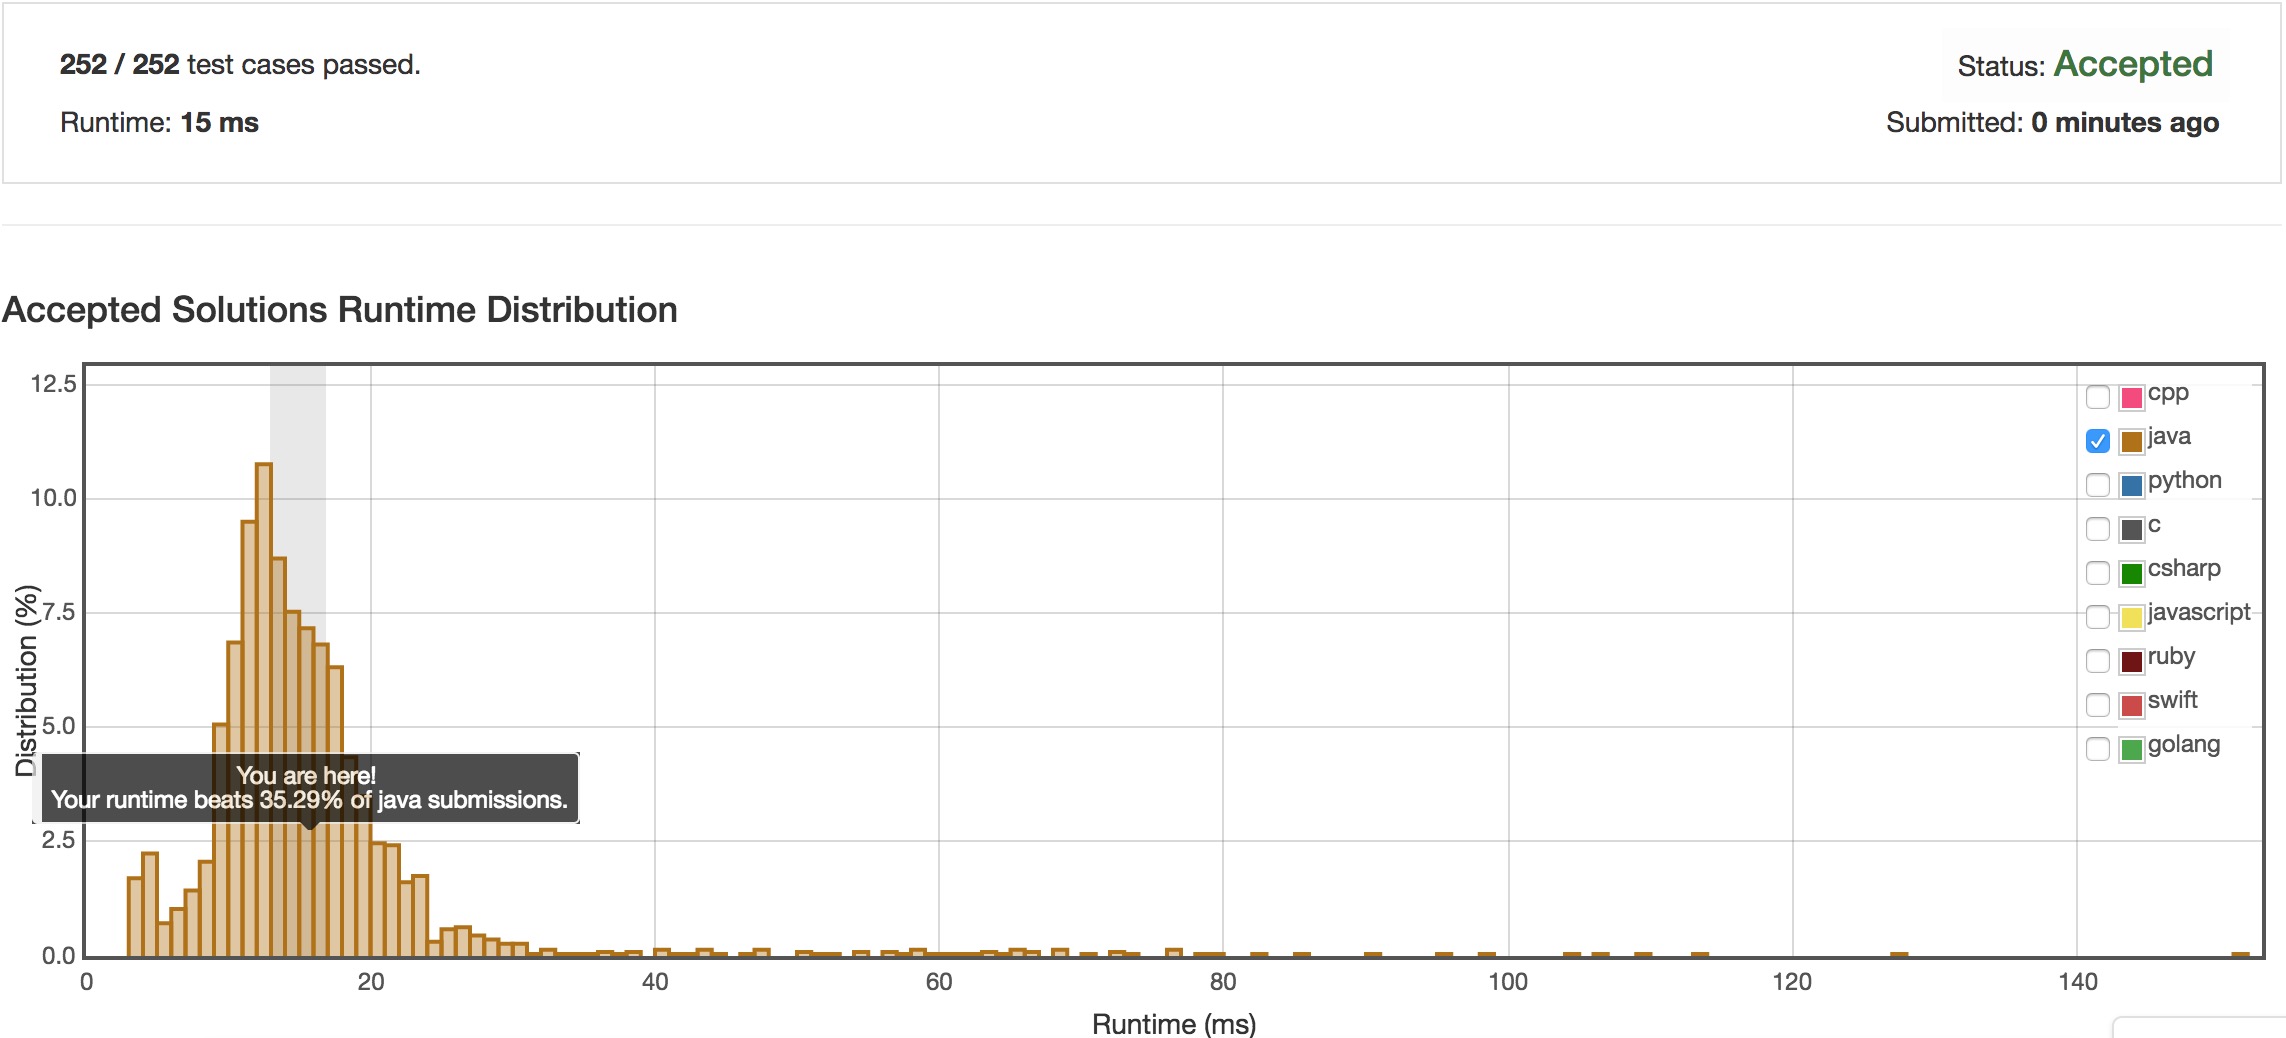 252 / 252 test cases passed.
Status: Accepted
Runtime: 15 ms
Submitted: 0 minutes ago
Accepted Solutions Runtime Distribution
12.5
10.0
7.5
5.0
2.5
0.0
Distribution (%)
You are here!
Your runtime beats 35.29% of java submissions.
cpp
java
python
c
csharp
javascript
ruby
swift
golang
0 20 40 60 80 100 120 140
Runtime (ms)